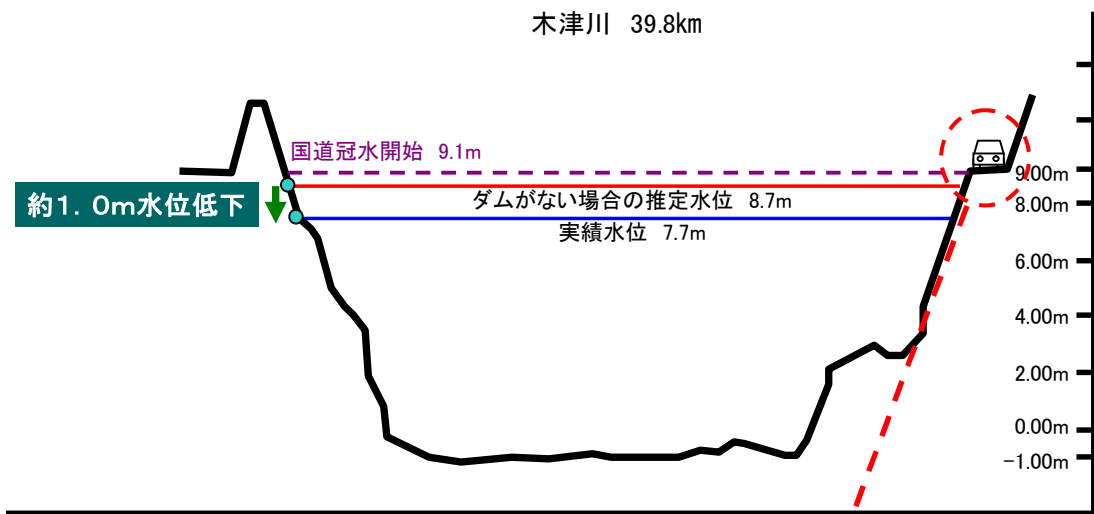 木津川 39.8km
国道冠水開始 9.1m
9.00m
約1.0m水位低下
ダムがない場合の推定水位 8.7m
8.00m
実績水位 7.7m
6.00m
4.00m
2.00m
0.00m
-1.00m